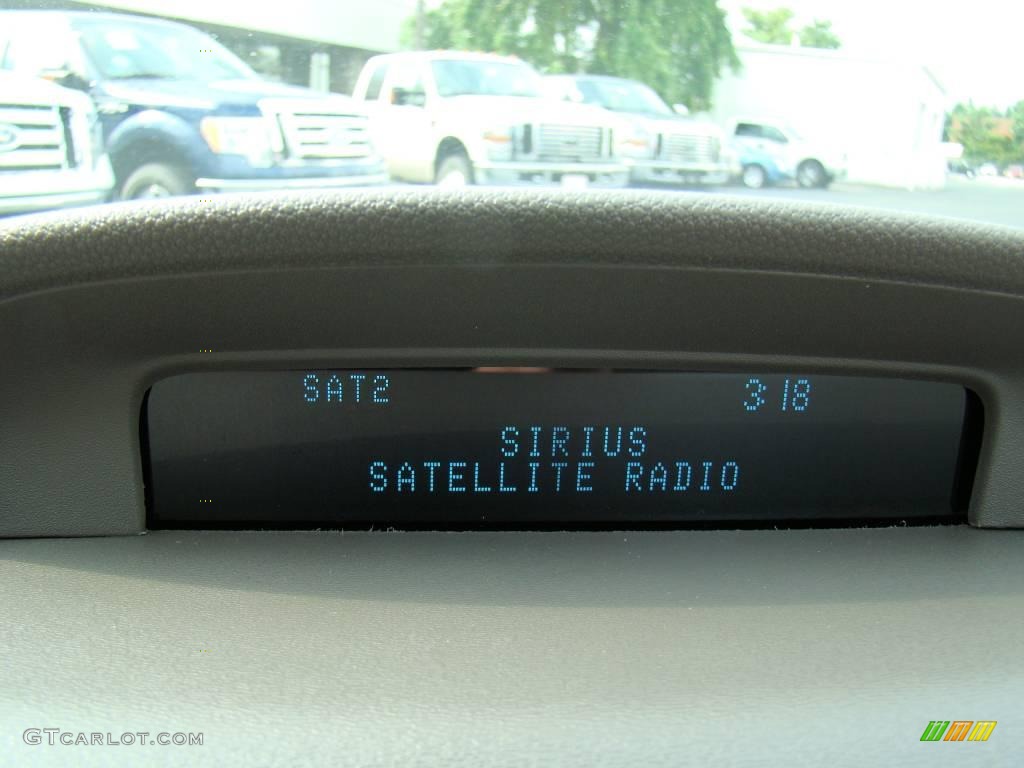 SAT2 3:18
SIRIUS
SATELLITE RADIO
GTCARLOT.COM